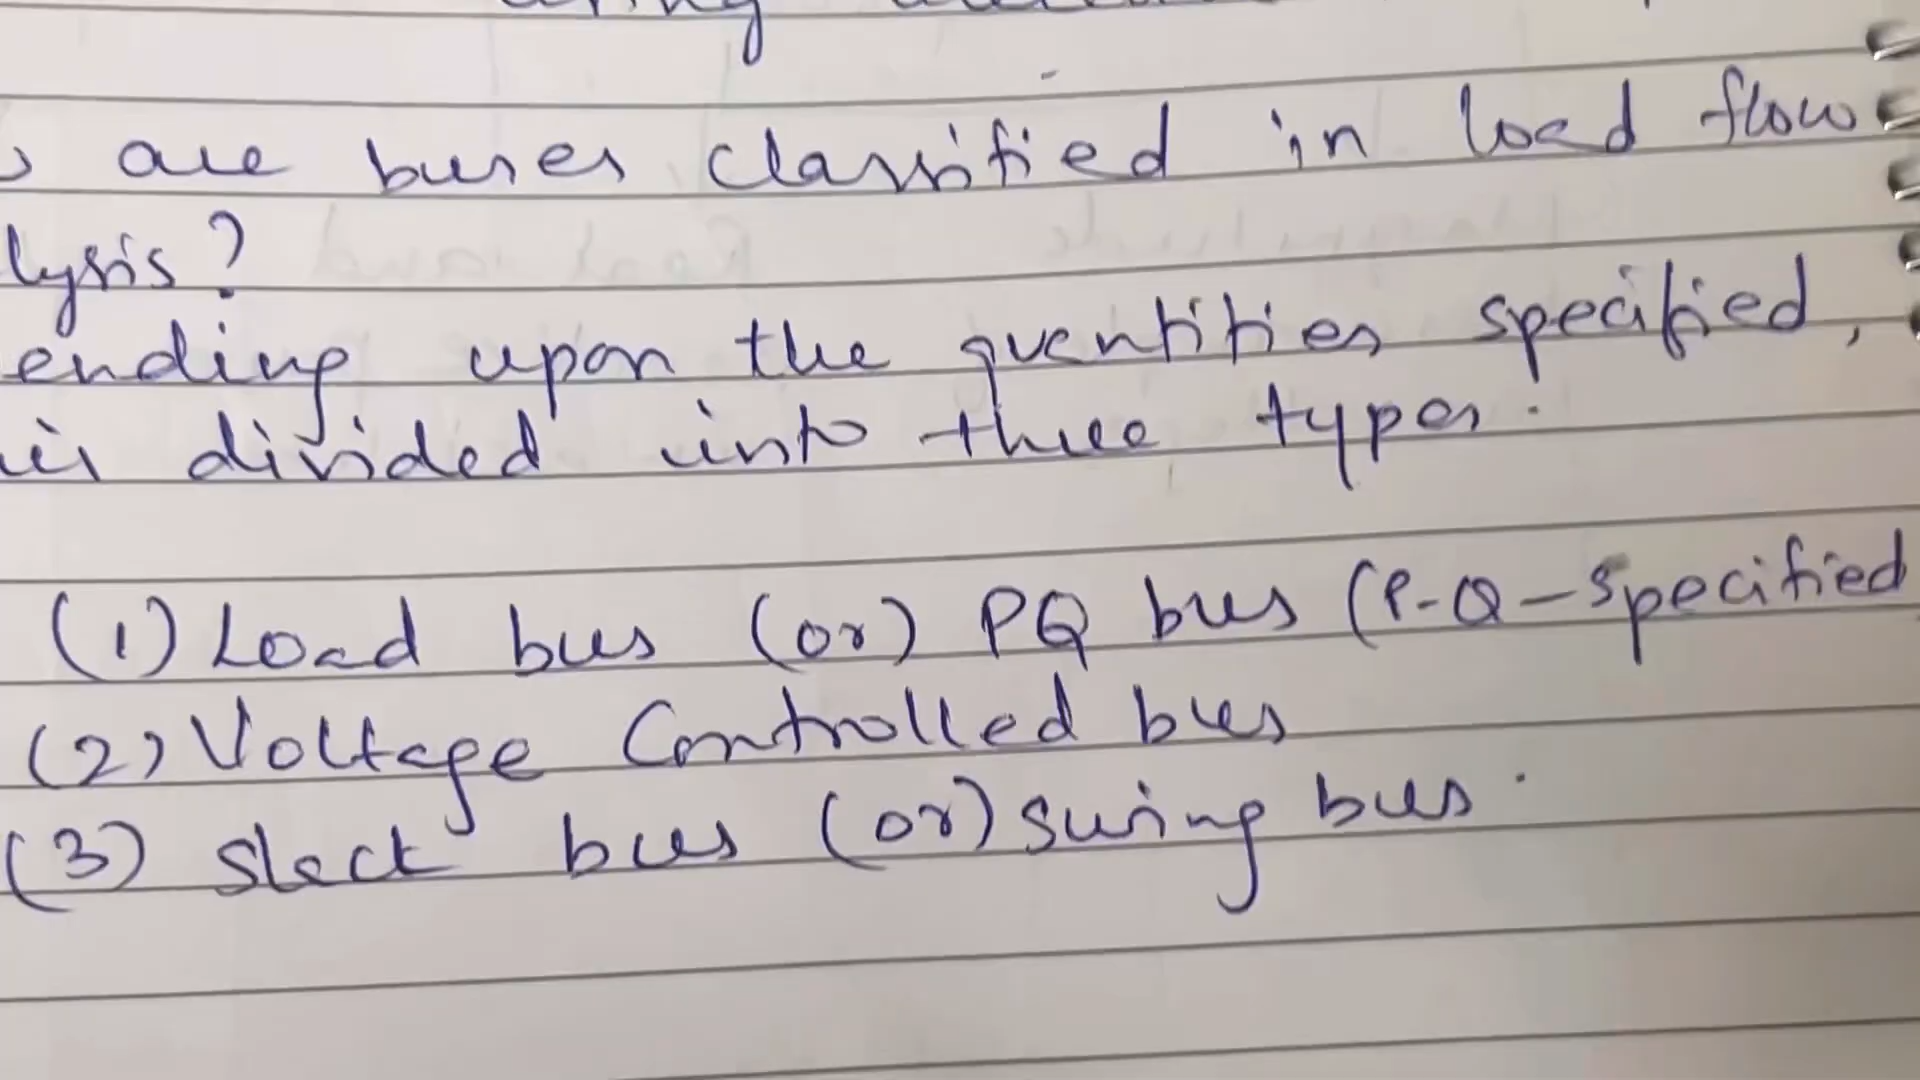 are buses classified in load flow
lysis?
ending upon the quantities specified,
is divided into three types.
(1) Load bus (or) PQ bus (P-Q-specified
(2) Voltage Controlled bus
(3) Slack bus (or) Swing bus.